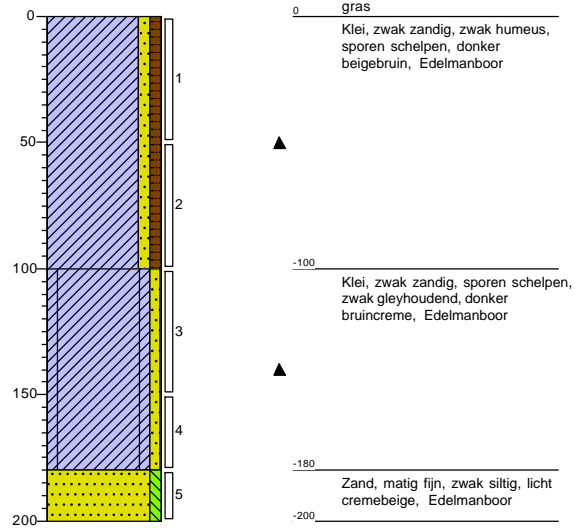 0
50
100
150
200
1
2
3
4
5
0
gras
Klei, zwak zandig, zwak humeus,
sporen schelpen, donker
beigebruin, Edelmanboor
-100
Klei, zwak zandig, sporen schelpen,
zwak gleyhoudend, donker
bruincreme, Edelmanboor
-180
Zand, matig fijn, zwak siltig, licht
cremebeige, Edelmanboor
-200